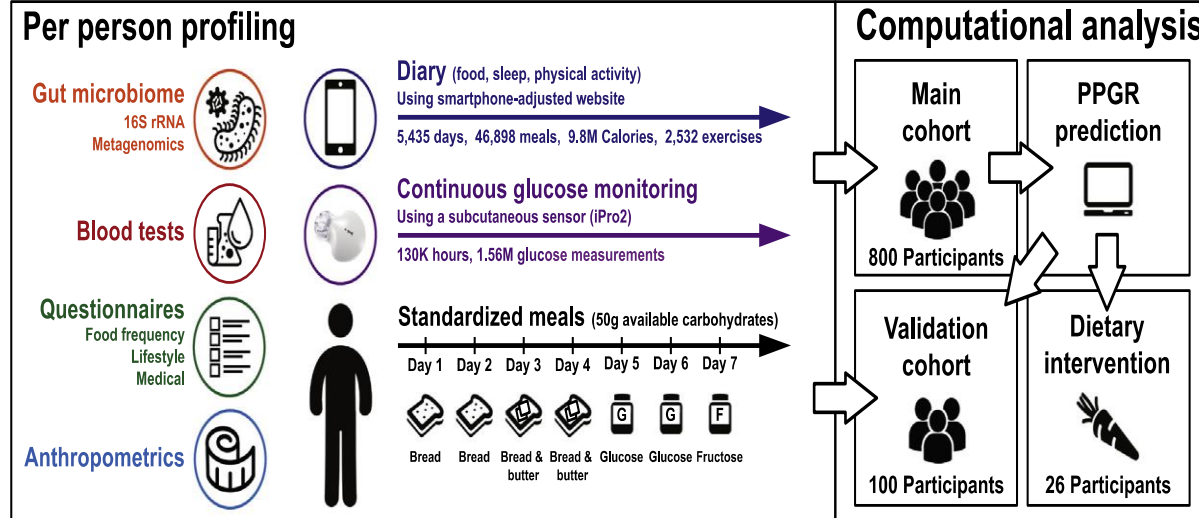 Per person profiling
Gut microbiome
16S rRNA
Metagenomics
Blood tests
Questionnaires
Food frequency
Lifestyle
Medical
Anthropometrics
Diary (food, sleep, physical activity)
Using smartphone-adjusted website
5,435 days, 46,898 meals, 9.8M Calories, 2,532 exercises
Continuous glucose monitoring
Using a subcutaneous sensor (iPro2)
130K hours, 1.56M glucose measurements
Standardized meals (50g available carbohydrates)
Day 1 Day 2 Day 3 Day 4 Day 5 Day 6 Day 7
G G F
Bread Bread Bread & butter Bread & butter Glucose Glucose Fructose
Computational analysis
Main
cohort
800 Participants
PPGR
prediction
Validation
cohort
100 Participants
Dietary
intervention
26 Participants